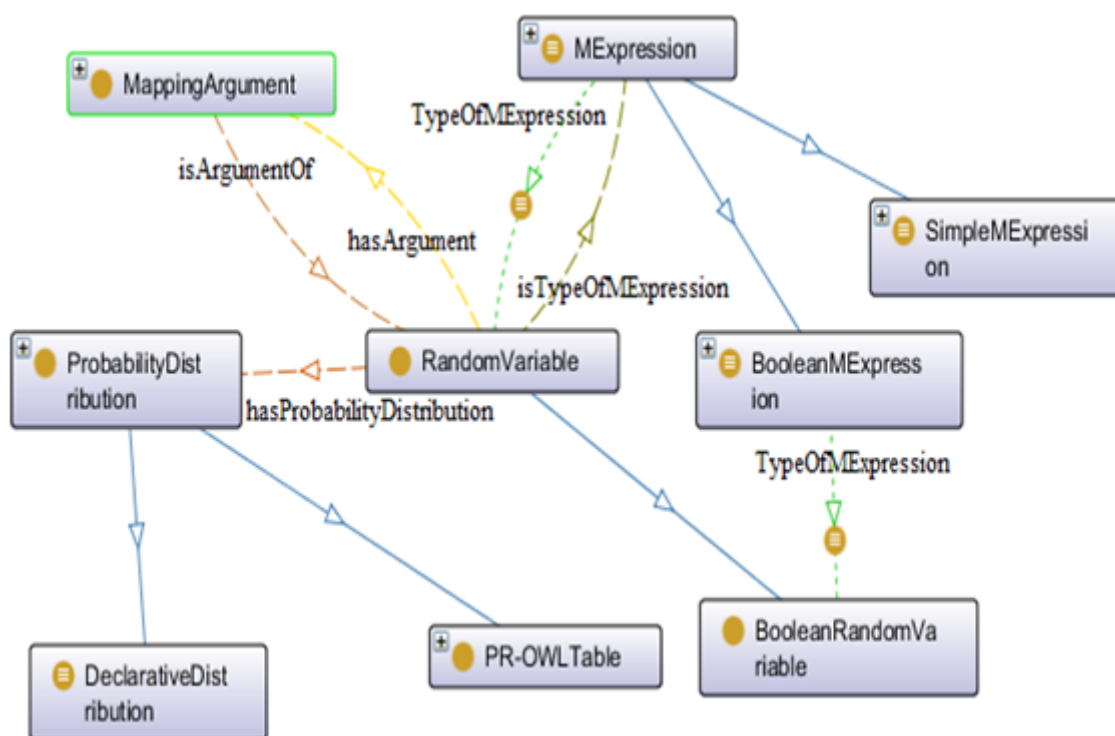 MExpression
MappingArgument
TypeOfMExpression
isArgumentOf
hasArgument
SimpleMExpressi
on
isTypeOfMExpression
ProbabilityDist
ribution
RandomVariable
BooleanMExpress
ion
hasProbabilityDistribution
TypeOfMExpression
BooleanRandomVa
riable
PR-OWLTable
DeclarativeDist
ribution